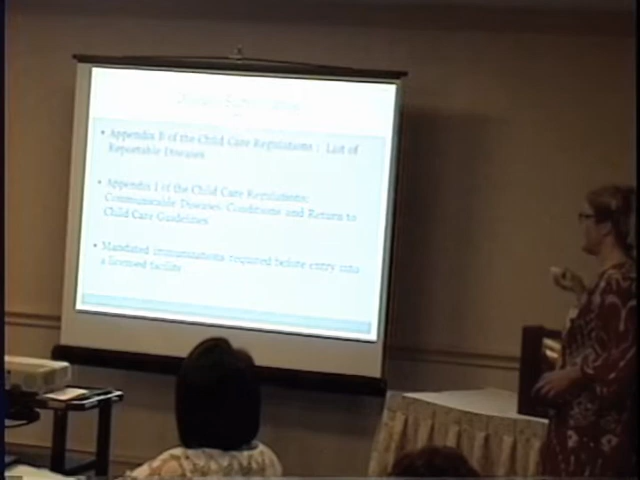 • Appendix B of the Child Care Regulations : List of
Reportable Diseases
• Appendix I of the Child Care Regulations:
Communicable Diseases/Conditions and Return to
Child Care Guidelines
• Mandated immunizations required before entry into
a licensed facility